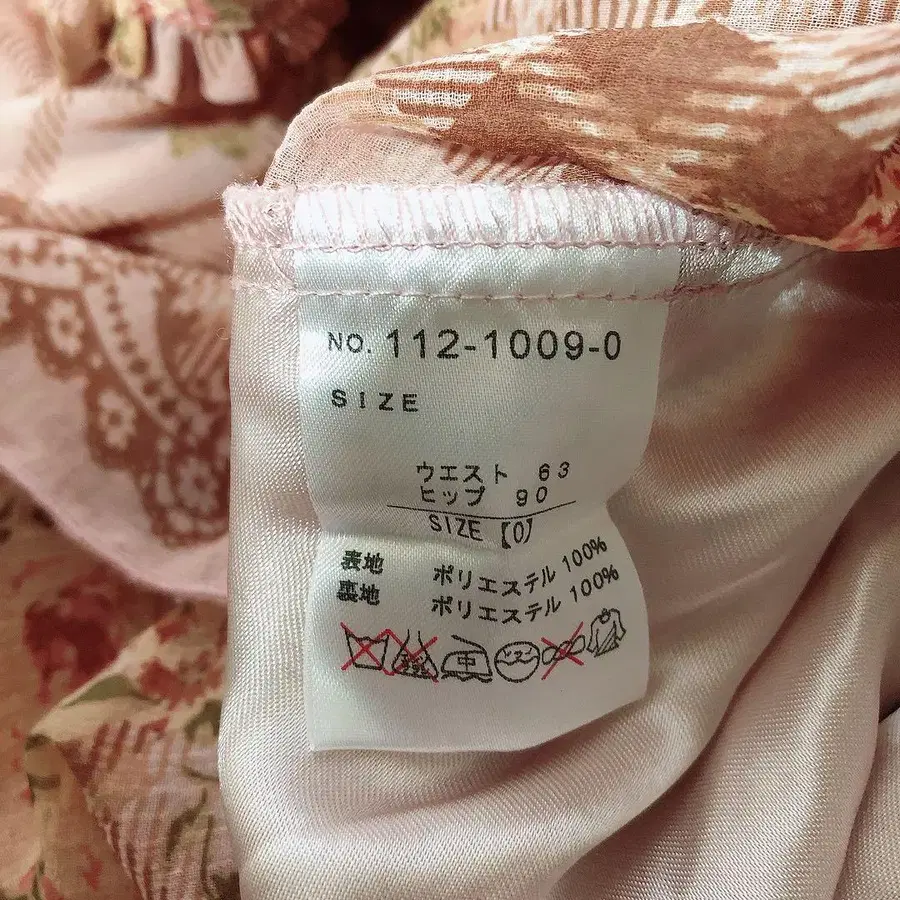 NO. 112-1009-0
SIZE
ウエスト 63
ヒップ 90
SIZE【0】
表地 ポリエステル 100%
裏地 ポリエステル 100%
中